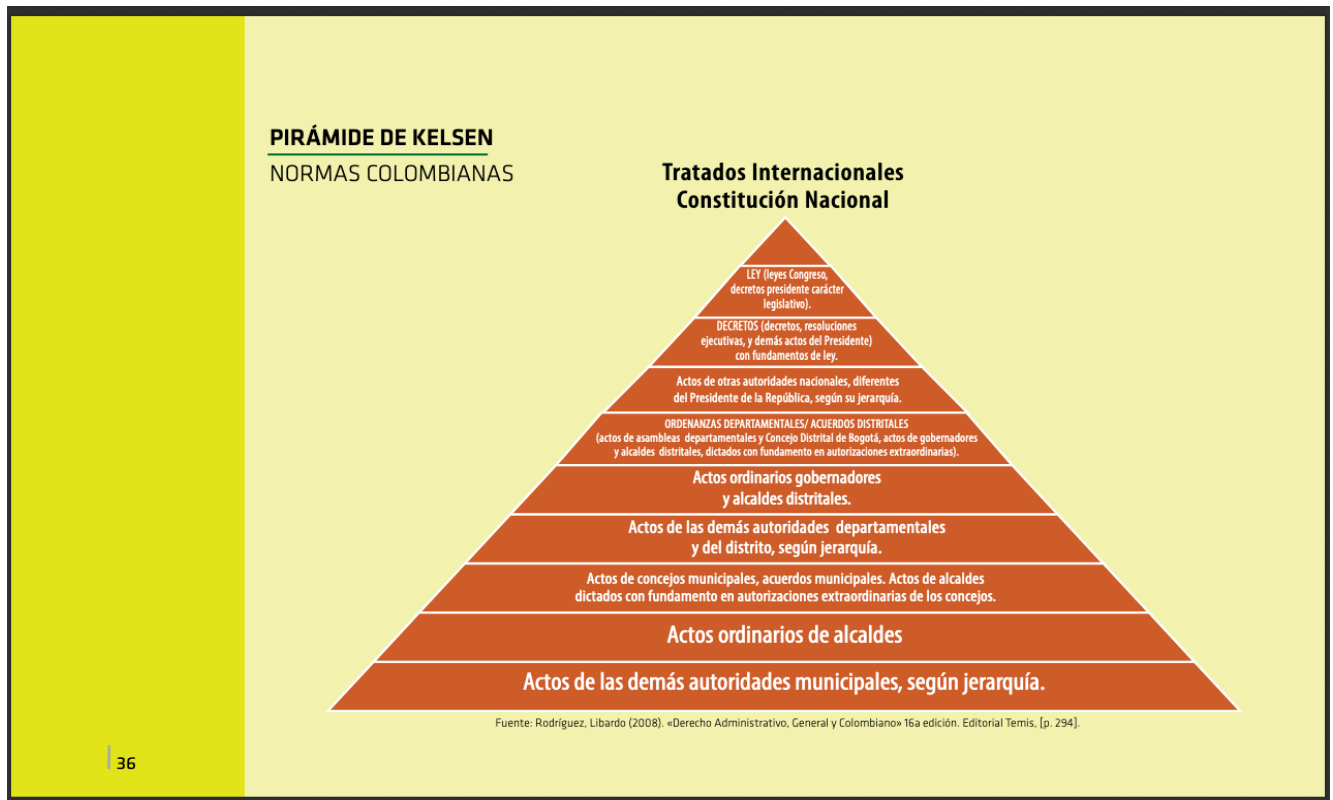 PIRÁMIDE DE KELSEN
NORMAS COLOMBIANAS
Tratados Internacionales
Constitución Nacional
LEY (leyes Congreso,
decretos presidente carácter
legislativo).
DECRETOS (decretos, resoluciones
ejecutivas, y demás actos del Presidente)
con fundamentos de ley.
Actos de otras autoridades nacionales, diferentes
del Presidente de la República, según su jerarquía.
ORDENANZAS DEPARTAMENTALES/ ACUERDOS DISTRITALES
(actos de asambleas departamentales y Concejo Distrital de Bogotá, actos de gobernadores
y alcaldes distritales, dictados con fundamento en autorizaciones extraordinarias).
Actos ordinarios gobernadores
y alcaldes distritales.
Actos de las demás autoridades departamentales
y del distrito, según jerarquía.
Actos de concejos municipales, acuerdos municipales. Actos de alcaldes
dictados con fundamento en autorizaciones extraordinarias de los concejos.
Actos ordinarios de alcaldes
Actos de las demás autoridades municipales, según jerarquía.
Fuente: Rodríguez, Libardo (2008). «Derecho Administrativo, General y Colombiano» 16a edición. Editorial Temis, [p. 294].
36